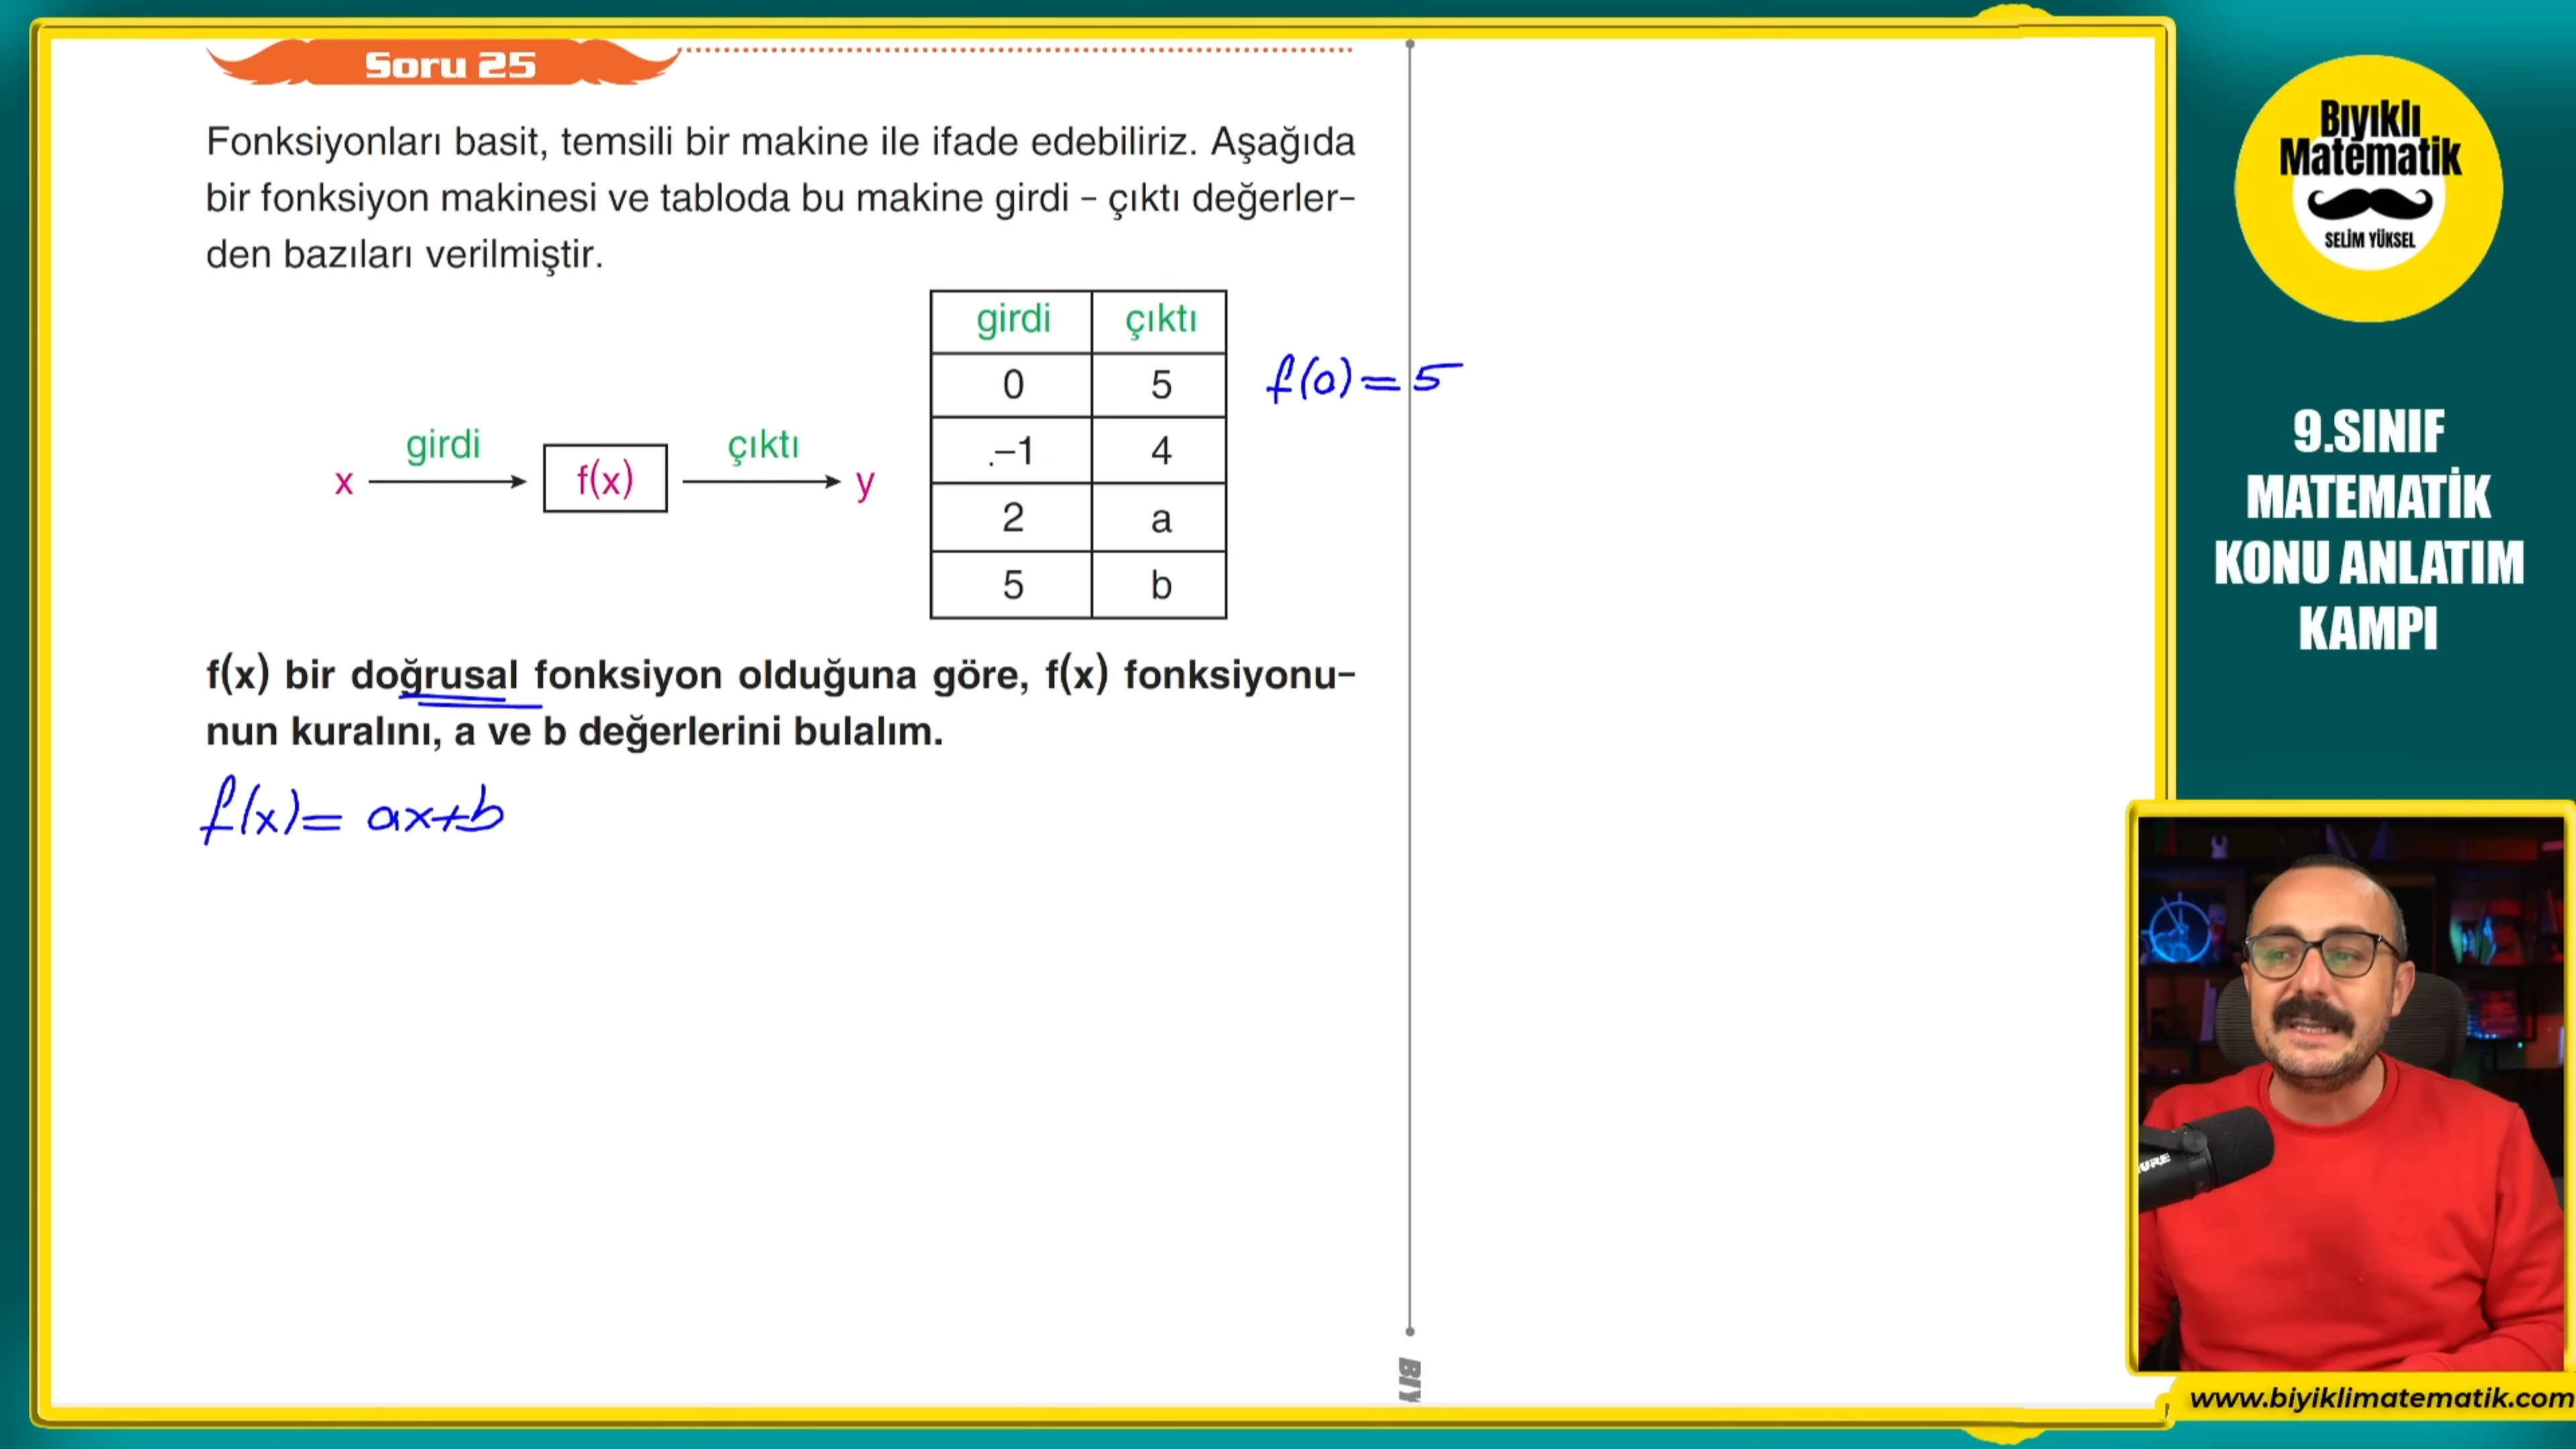 Soru 25
Fonksiyonları basit, temsili bir makine ile ifade edebiliriz. Aşağıda
bir fonksiyon makinesi ve tabloda bu makine girdi – çıktı değerler-
den bazıları verilmiştir.
girdi çıktı
0 5 f(0) = 5
–1 4
2 a
5 b
x girdi f(x) çıktı y
f(x) bir doğrusal fonksiyon olduğuna göre, f(x) fonksiyonu-
nun kuralını, a ve b değerlerini bulalım.
f(x) = ax+b
BIY
Bıyıklı
Matematik
SELİM YÜKSEL
9.SINIF
MATEMATİK
KONU ANLATIM
KAMPI
URE
www.biyiklimatematik.com